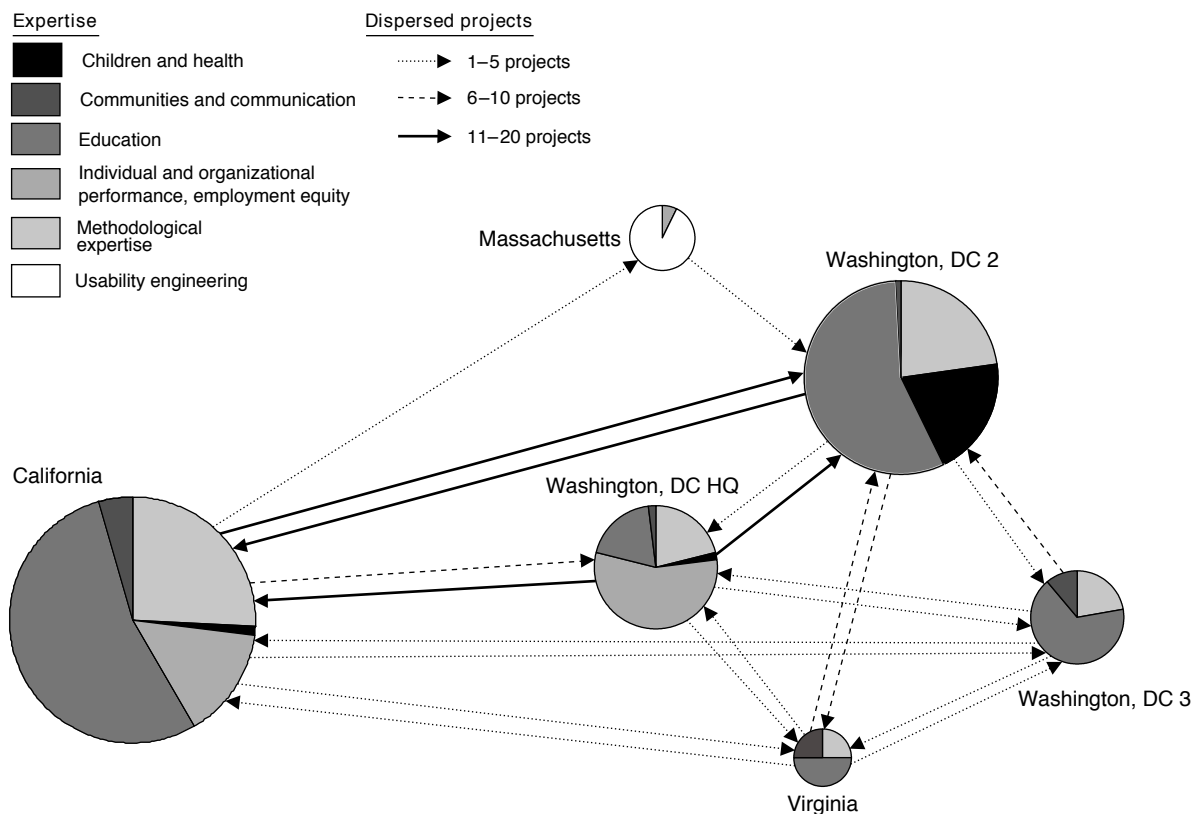 Expertise
Children and health
Communities and communication
Education
Individual and organizational
performance, employment equity
Methodological
expertise
Usability engineering
Dispersed projects
1–5 projects
6–10 projects
11–20 projects
Massachusetts
Washington, DC 2
California
Washington, DC HQ
Washington, DC 3
Virginia